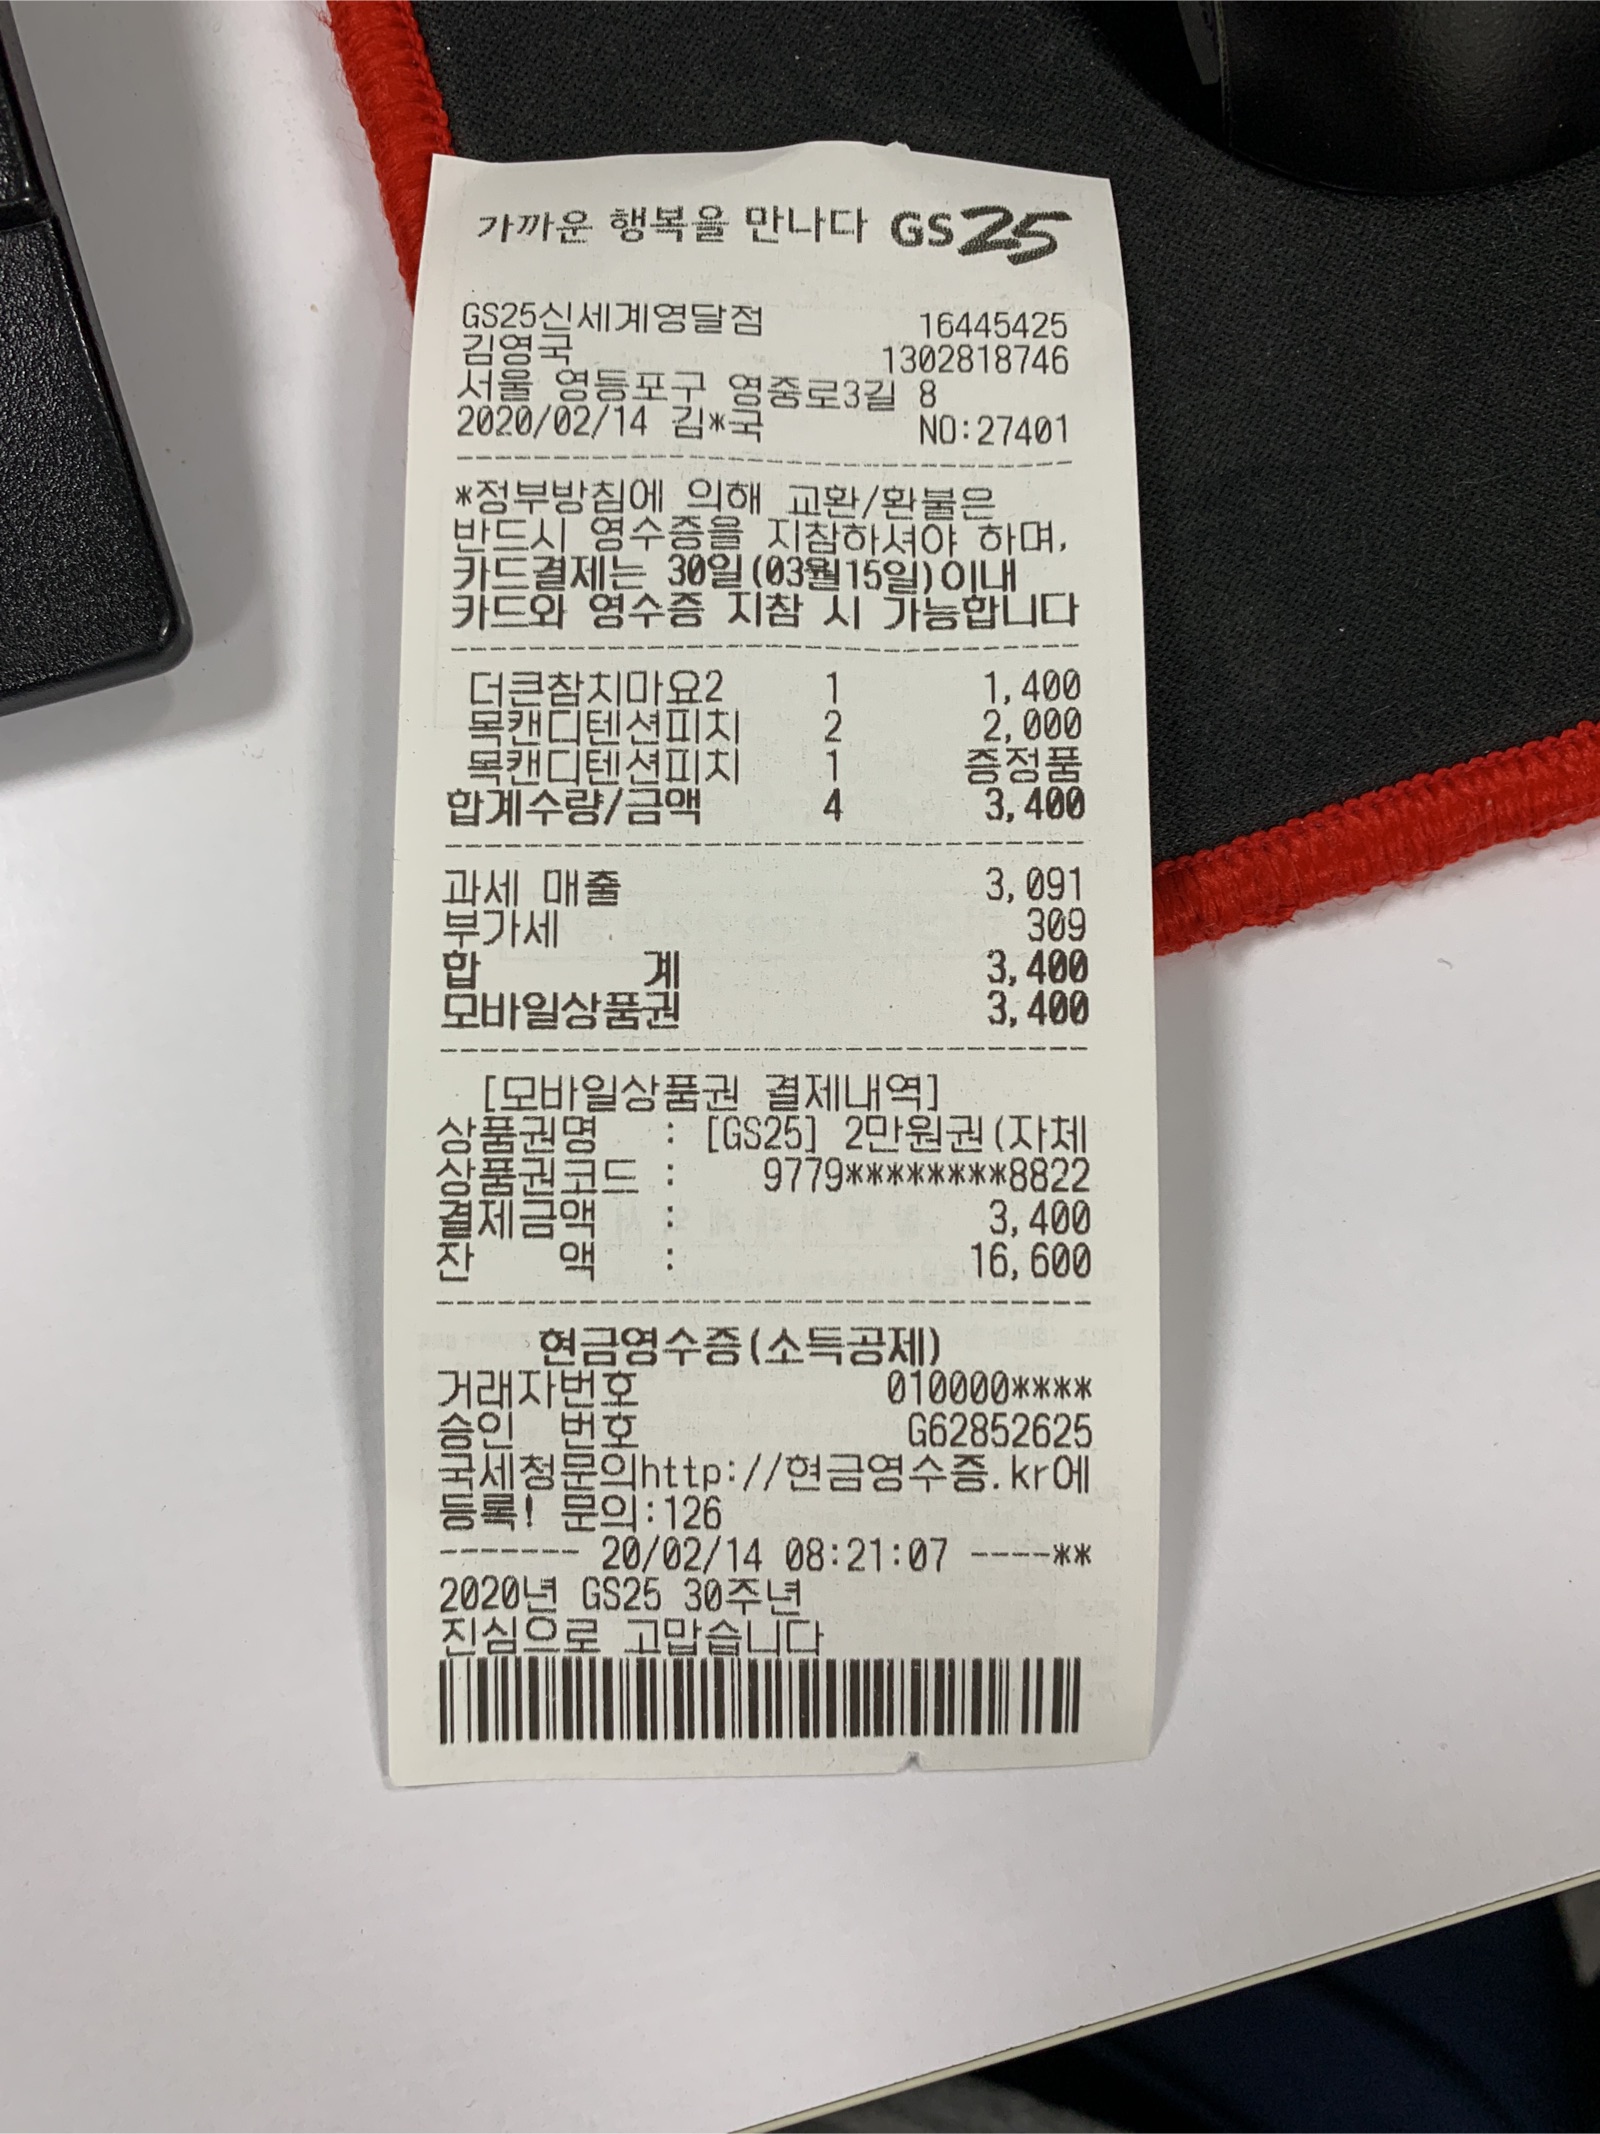 가까운 행복을 만나다 GS25
GS25신세계영달점 16445425
김영국 1302818746
서울 영등포구 영중로3길 8
2020/02/14 김*국 NO:27401
*정부방침에 의해 교환/환불은
반드시 영수증을 지참하셔야 하며,
카드결제는 30일(03월15일)이내
카드와 영수증 지참 시 가능합니다
더큰참치마요2 1 1,400
목캔디텐션피치 2 2,000
목캔디텐션피치 1 증정품
합계수량/금액 4 3,400
과세 매출 3,091
부가세 309
합 계 3,400
모바일상품권 3,400
[모바일상품권 결제내역]
상품권명 : [GS25] 2만원권(자체
상품권코드 : 9779********8822
결제금액 : 3,400
잔 액 : 16,600
현금영수증(소득공제)
거래자번호 010000****
승인 번호 G62852625
국세청문의http://현금영수증.kr에
등록! 문의:126
------- 20/02/14 08:21:07 ----**
2020년 GS25 30주년
진심으로 고맙습니다